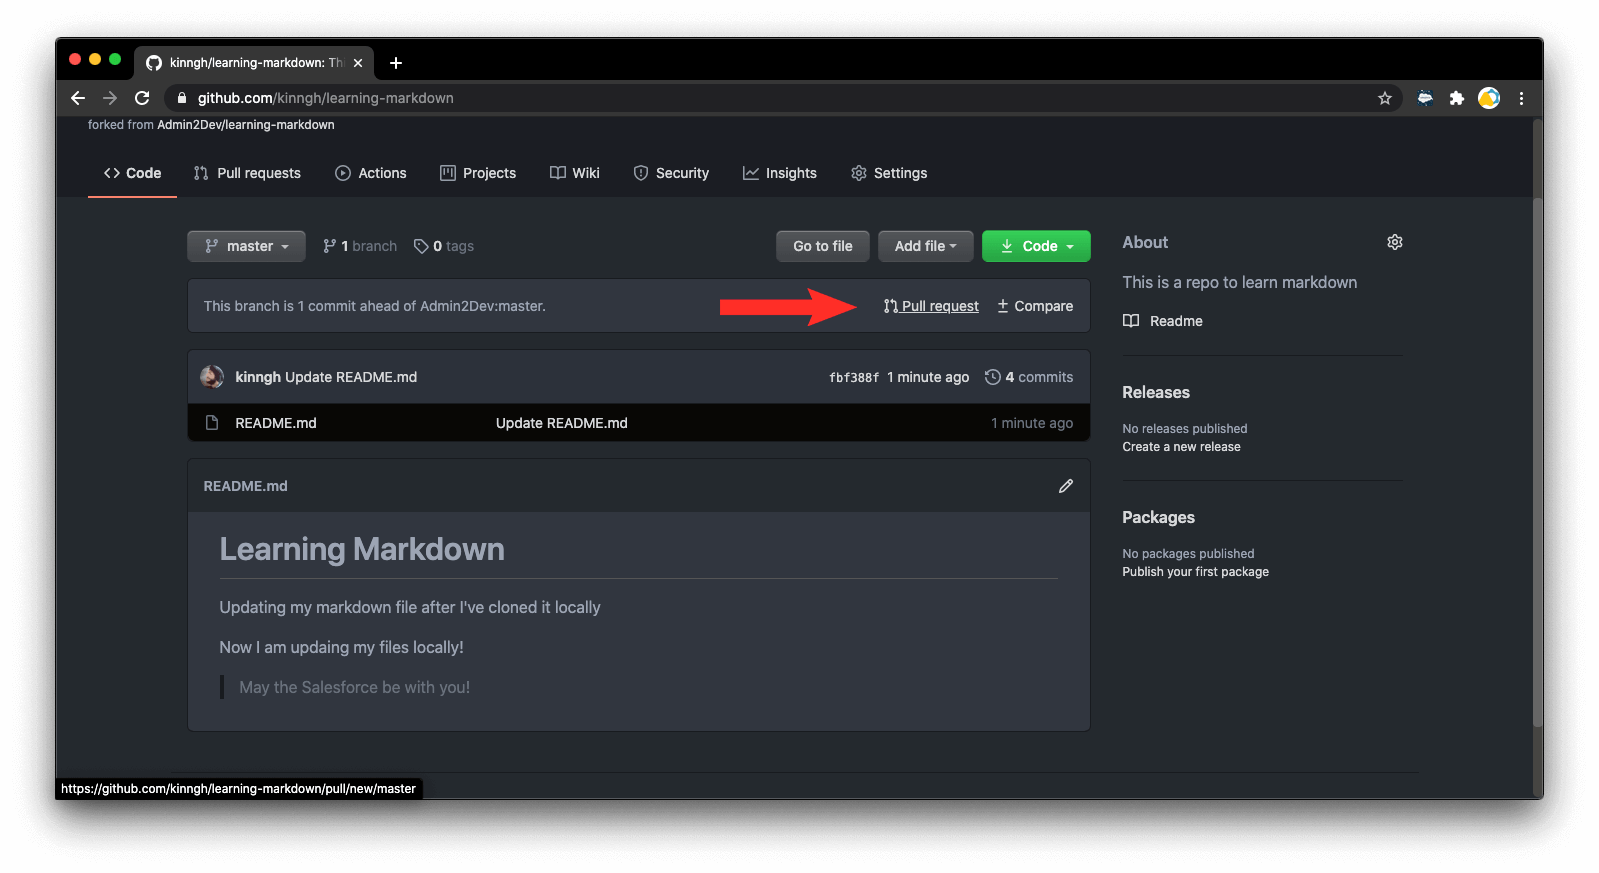 kinngh/learning-markdown: Thi
github.com/kinngh/learning-markdown
forked from Admin2Dev/learning-markdown
Code Pull requests Actions Projects Wiki Security Insights Settings
master 1 branch 0 tags Go to file Add file Code
This branch is 1 commit ahead of Admin2Dev:master. Pull request Compare
kinngh Update README.md fbf388f 1 minute ago 4 commits
README.md Update README.md 1 minute ago
README.md
Learning Markdown
Updating my markdown file after I've cloned it locally
Now I am updaing my files locally!
May the Salesforce be with you!
About
This is a repo to learn markdown
Readme
Releases
No releases published
Create a new release
Packages
No packages published
Publish your first package
https://github.com/kinngh/learning-markdown/pull/new/master